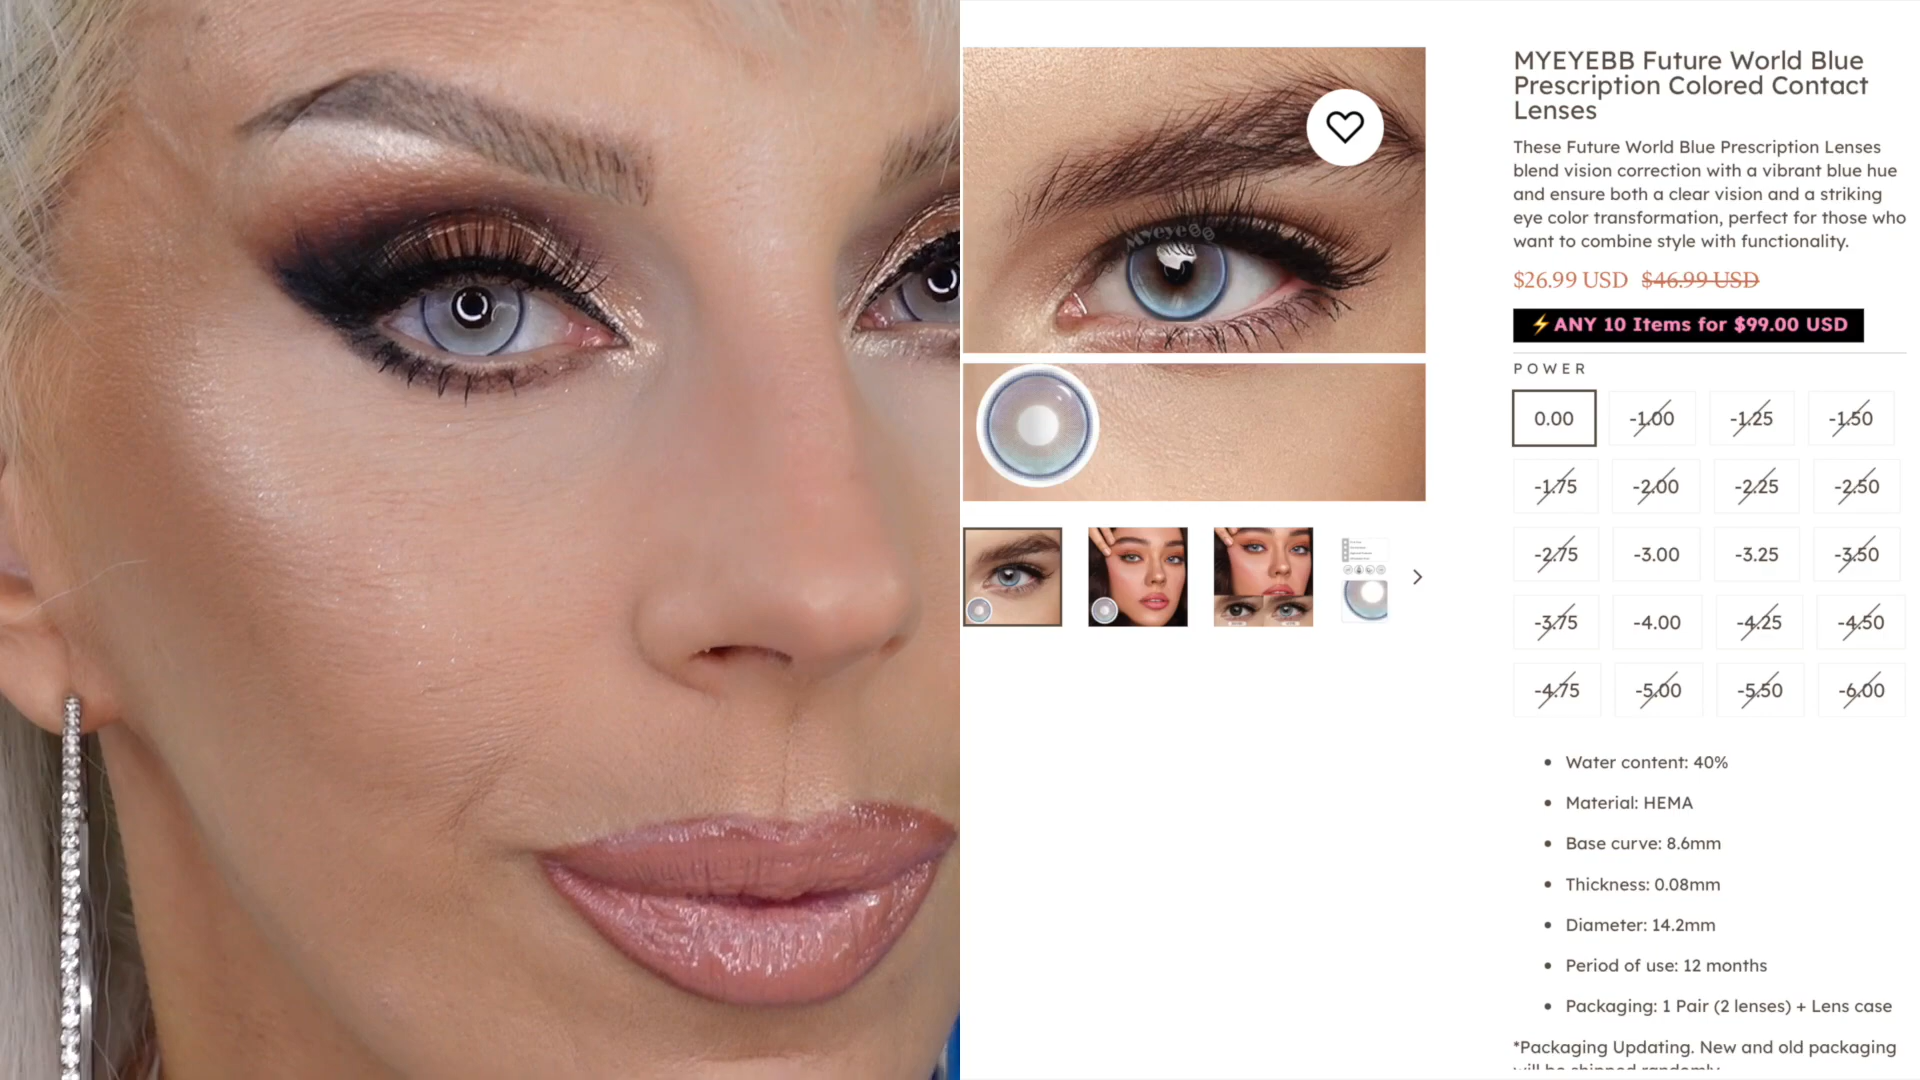 Myeyebb
MYEYEBB Future World Blue
Prescription Colored Contact
Lenses
These Future World Blue Prescription Lenses
blend vision correction with a vibrant blue hue
and ensure both a clear vision and a striking
eye color transformation, perfect for those who
want to combine style with functionality.
$26.99 USD $46.99 USD
⚡ANY 10 Items for $99.00 USD
POWER
0.00 -1.00 -1.25 -1.50
-1.75 -2.00 -2.25 -2.50
-2.75 -3.00 -3.25 -3.50
-3.75 -4.00 -4.25 -4.50
-4.75 -5.00 -5.50 -6.00
• Water content: 40%
• Material: HEMA
• Base curve: 8.6mm
• Thickness: 0.08mm
• Diameter: 14.2mm
• Period of use: 12 months
• Packaging: 1 Pair (2 lenses) + Lens case
*Packaging Updating. New and old packaging
will be shipped randomly